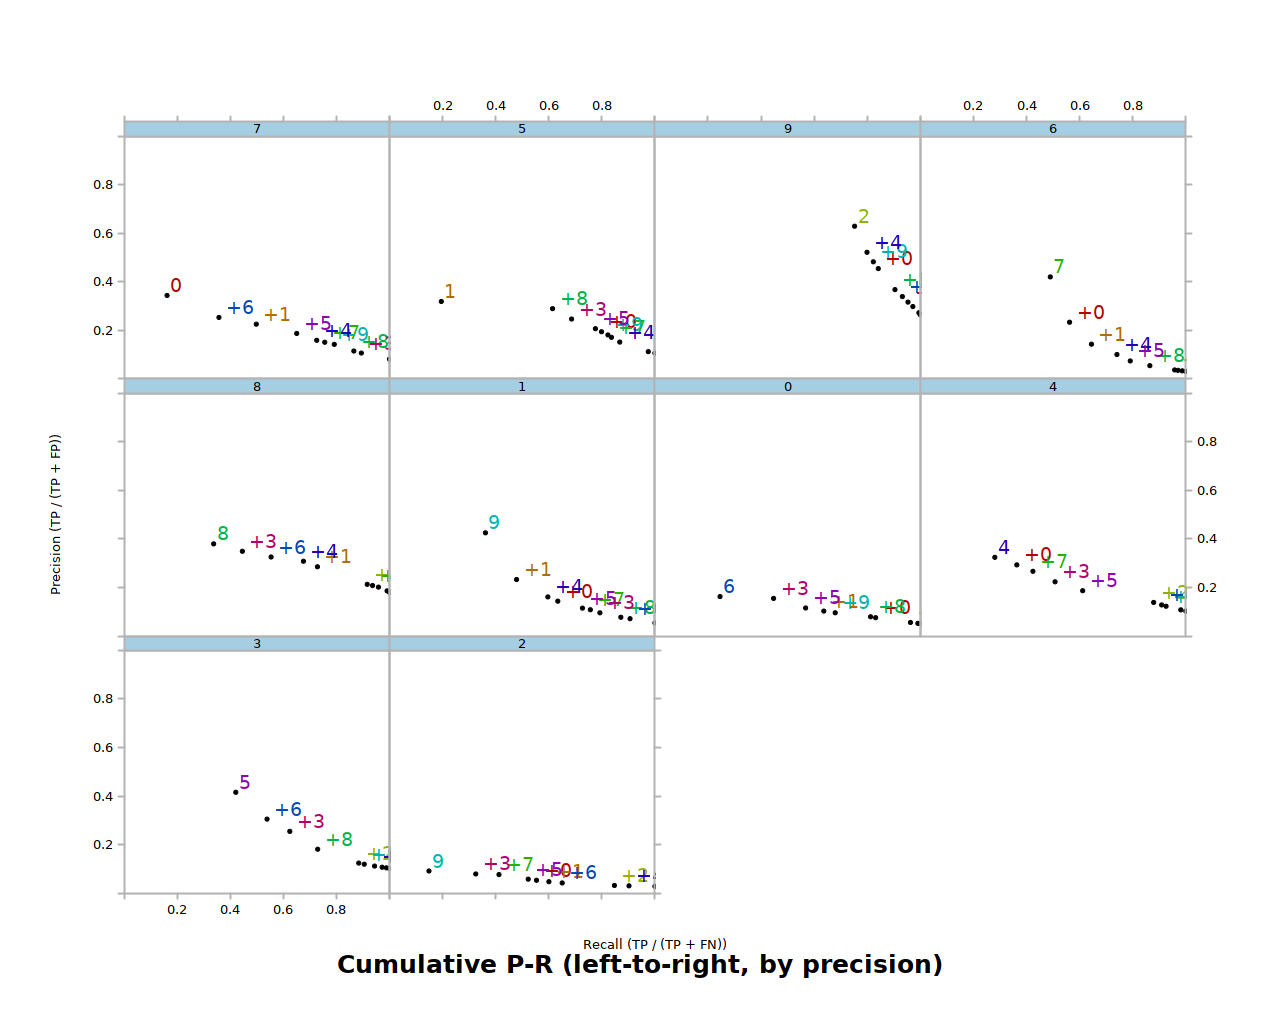 0.2 0.4 0.6 0.8 0.2 0.4 0.6 0.8
7 5 9 6
0.8
0.6
0.4
0.2
0 +6 +1 +5 +4 +7 +9 +8
1 +8 +3 +5 +0 +9 +7 +4
2 +4 +9 +0
7 +0 +1 +4 +5 +8
8 1 0 4
0.8
0.6
0.4
0.2
8 +3 +6 +4 +1
9 +1 +4 +0 +5 +7 +3 +9
6 +3 +5 +1 +9 +8 +0
4 +0 +7 +3 +5 +2
3 2
0.8
0.6
0.4
0.2
5 +6 +3 +8
9 +3 +7 +5 +0 +1 +6 +2
0.2 0.4 0.6 0.8
Precision (TP / (TP + FP))
Recall (TP / (TP + FN))
Cumulative P-R (left-to-right, by precision)